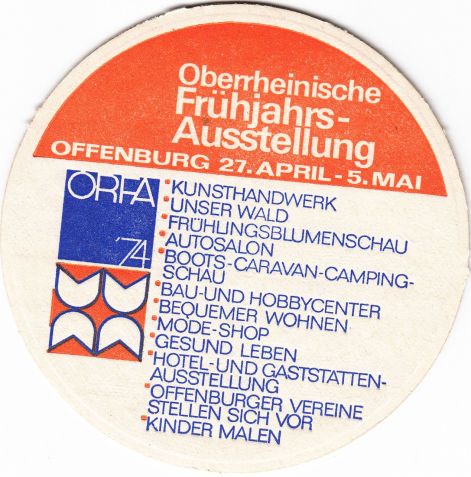 Oberrheinische
Frühjahrs-
Ausstellung
OFFENBURG 27. APRIL - 5. MAI
ORFA
'74
KUNSTHANDWERK
UNSER WALD
FRÜHLINGSBLUMENSCHAU
AUTOSALON
BOOTS-CARAVAN-CAMPING-
SCHAU
BAU-UND HOBBYCENTER
BEQUEMER WOHNEN
MODE-SHOP
GESUND LEBEN
HOTEL-UND GASTSTÄTTEN-
AUSSTELLUNG
OFFENBURGER VEREINE
STELLEN SICH VOR
KINDER MALEN